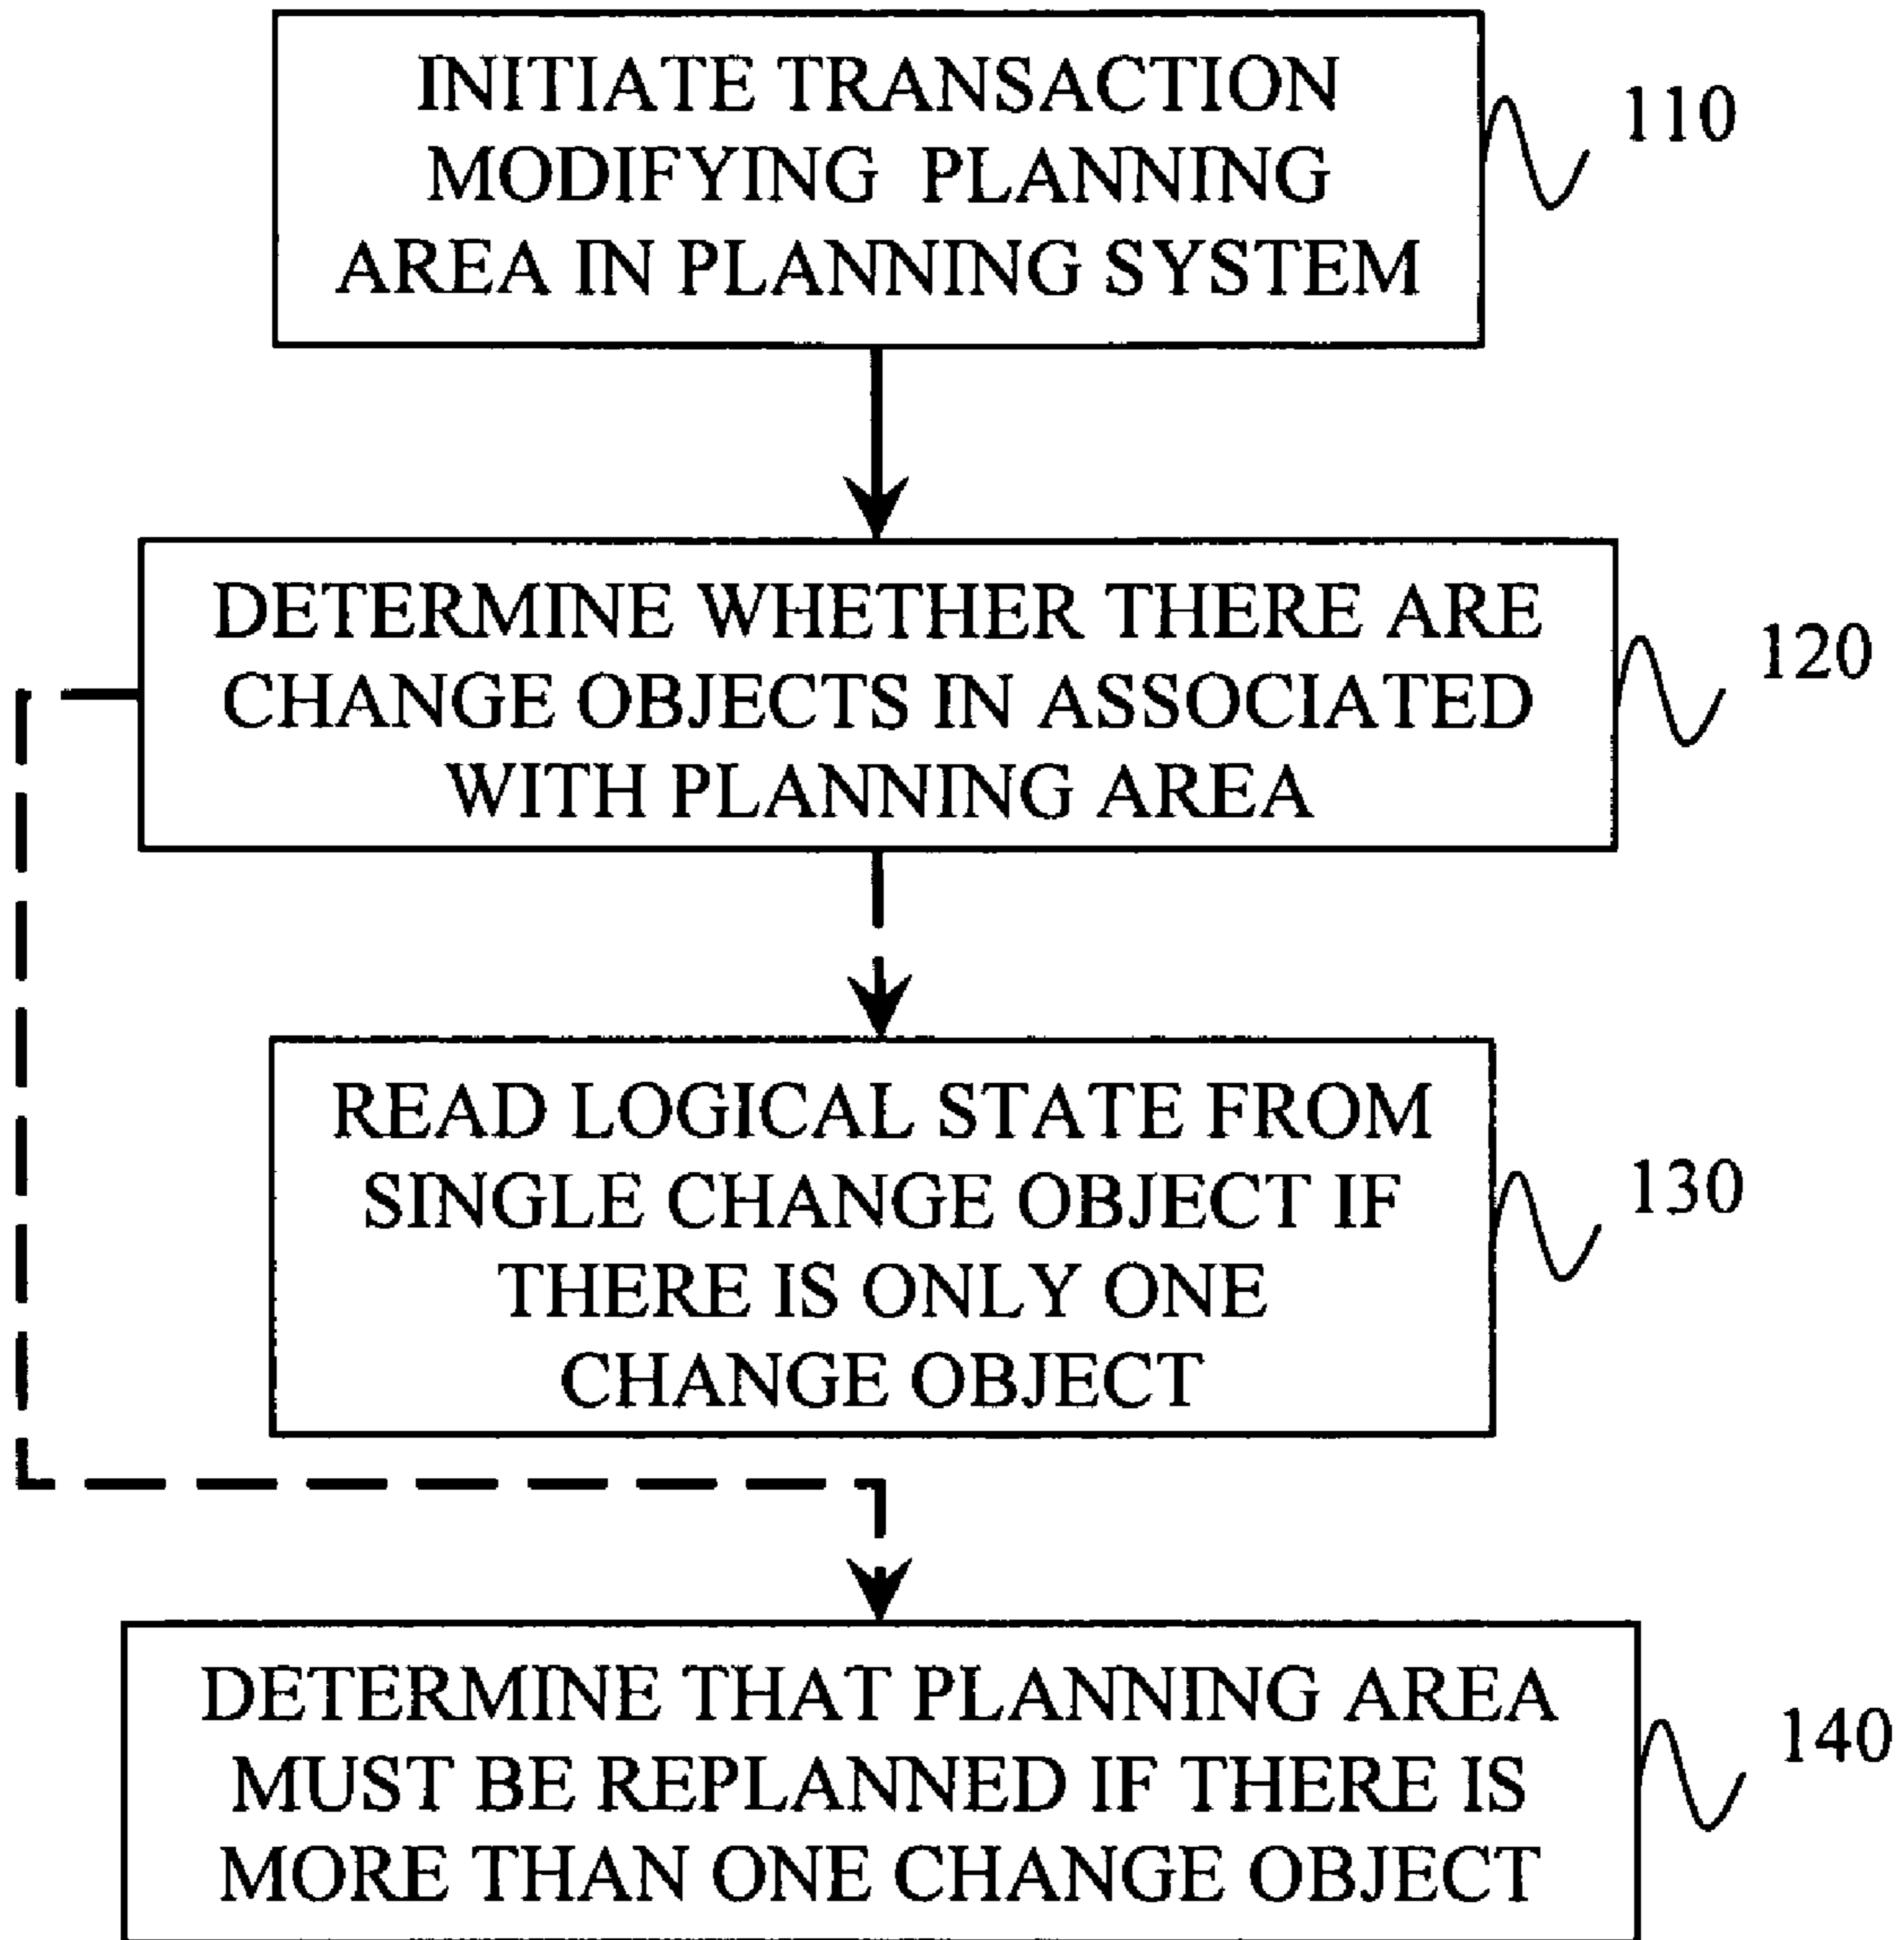 INITIATE TRANSACTION
MODIFYING PLANNING
AREA IN PLANNING SYSTEM
110
DETERMINE WHETHER THERE ARE
CHANGE OBJECTS IN ASSOCIATED
WITH PLANNING AREA
120
READ LOGICAL STATE FROM
SINGLE CHANGE OBJECT IF
THERE IS ONLY ONE
CHANGE OBJECT
130
DETERMINE THAT PLANNING AREA
MUST BE REPLANNED IF THERE IS
MORE THAN ONE CHANGE OBJECT
140